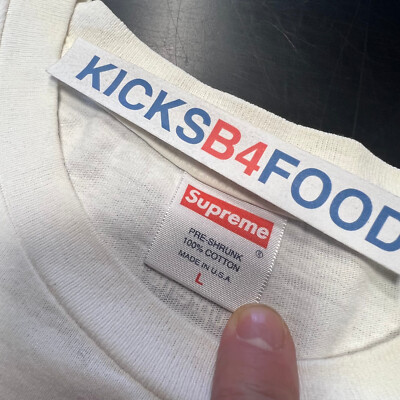 KICKSB4FOOD
Supreme
®
PRE-SHRUNK
100% COTTON
MADE IN U.S.A
L